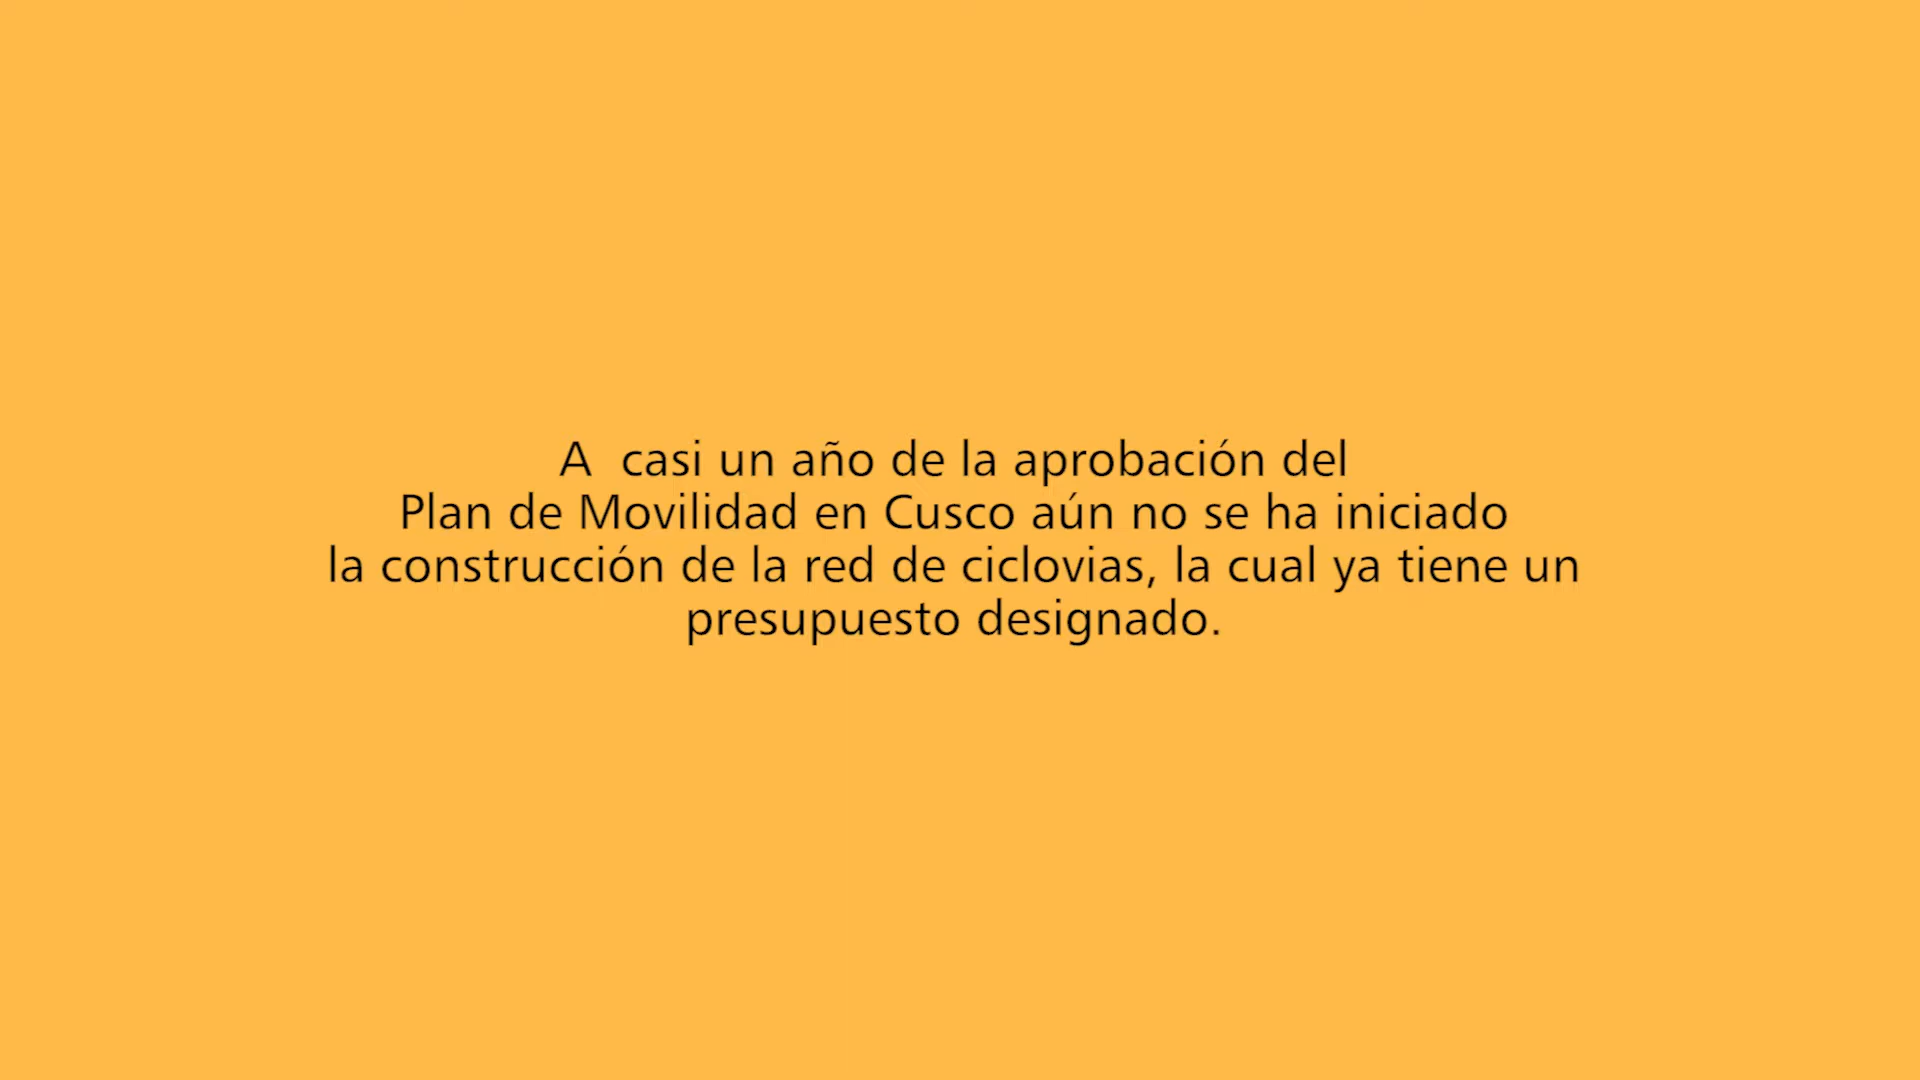 A  casi un año de la aprobación del
Plan de Movilidad en Cusco aún no se ha iniciado
la construcción de la red de ciclovias, la cual ya tiene un
presupuesto designado.